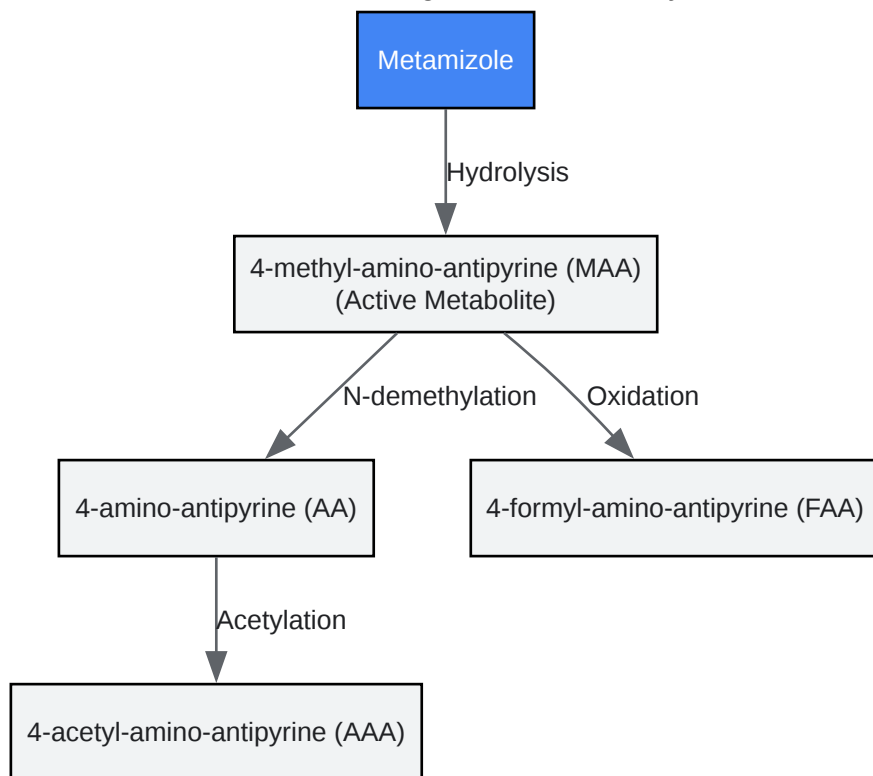 Metamizole
Hydrolysis
4-methyl-amino-antipyrine (MAA)
(Active Metabolite)
N-demethylation
Oxidation
4-amino-antipyrine (AA)
4-formyl-amino-antipyrine (FAA)
Acetylation
4-acetyl-amino-antipyrine (AAA)